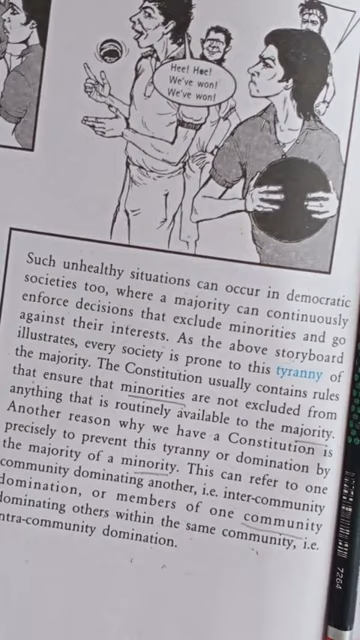 Hee! Hee!
We've won!
We've won!
Such unhealthy situations can occur in democratic
societies too, where a majority can continuously
enforce decisions that exclude minorities and go
against their interests. As the above storyboard
illustrates, every society is prone to this tyranny of
the majority. The Constitution usually contains rules
that ensure that minorities are not excluded from
anything that is routinely available to the majority.
Another reason why we have a Constitution is
precisely to prevent this tyranny or domination by
the majority of a minority. This can refer to one
community dominating another, i.e. inter-community
domination, or members of one community
dominating others within the same community, i.e.
ntra-community domination.
7264